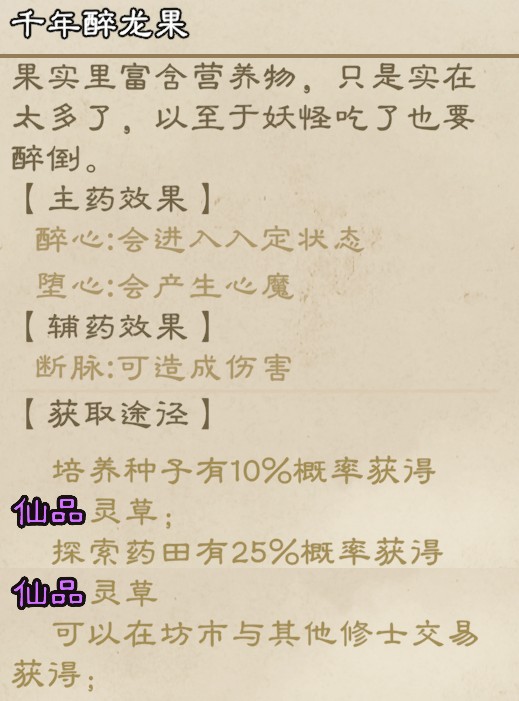 千年醉龙果
果实里富含营养物，只是实在
太多了，以至于妖怪吃了也要
醉倒。
【主药效果】
醉心:会进入入定状态
堕心:会产生心魔
【辅药效果】
断脉:可造成伤害
【获取途径】
培养种子有10%概率获得
仙品灵草；
探索药田有25%概率获得
仙品灵草
可以在坊市与其他修士交易
获得；